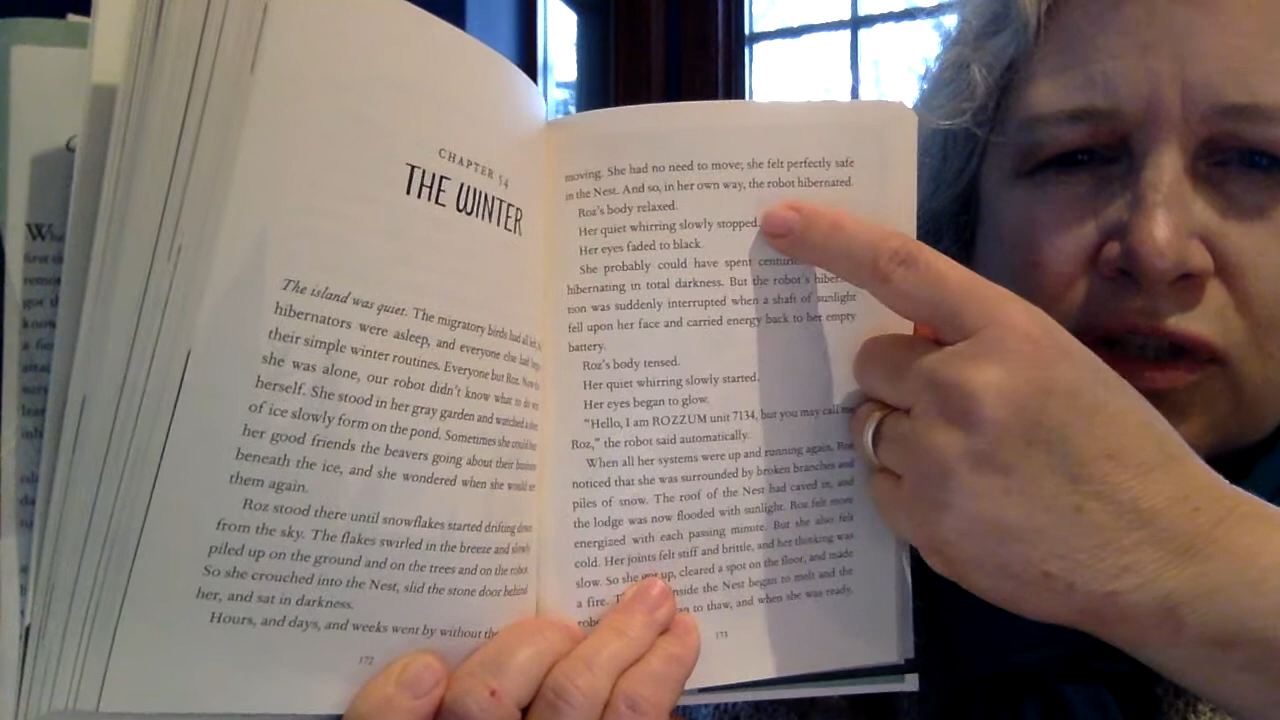 CHAPTER 54
THE WINTER
The island was quiet. The migratory birds had all left, the
hibernators were asleep, and everyone else had begun
their simple winter routines. Everyone but Roz. Now that
she was alone, our robot didn't know what to do with
herself. She stood in her gray garden and watched a sheet
of ice slowly form on the pond. Sometimes she could hear
her good friends the beavers going about their business
beneath the ice, and she wondered when she would see
them again.
Roz stood there until snowflakes started drifting down
from the sky. The flakes swirled in the breeze and slowly
piled up on the ground and on the trees and on the robot.
So she crouched into the Nest, slid the stone door behind
her, and sat in darkness.
Hours, and days, and weeks went by without the
172
moving. She had no need to move; she felt perfectly safe
in the Nest. And so, in her own way, the robot hibernated.
Roz's body relaxed.
Her quiet whirring slowly stopped.
Her eyes faded to black.
She probably could have spent
hibernating in total darkness. But the robot's
tion was suddenly interrupted when a shaft of sunlight
fell upon her face and carried energy back to her empty
battery.
Roz's body tensed.
Her quiet whirring slowly started.
Her eyes began to glow.
"Hello, I am ROZZUM unit 7134, but you may call me
Roz," the robot said automatically.
When all her systems were up and running again, Roz
noticed that she was surrounded by broken branches and
piles of snow. The roof of the Nest had caved in, and
the lodge was now flooded with sunlight. Roz felt more
energized with each passing minute. But she also felt
cold. Her joints felt stiff and brittle, and her thinking was
slow. So she got up, cleared a spot on the floor, and made
a fire. inside the Nest began to melt and the
to thaw, and when she was ready,
173